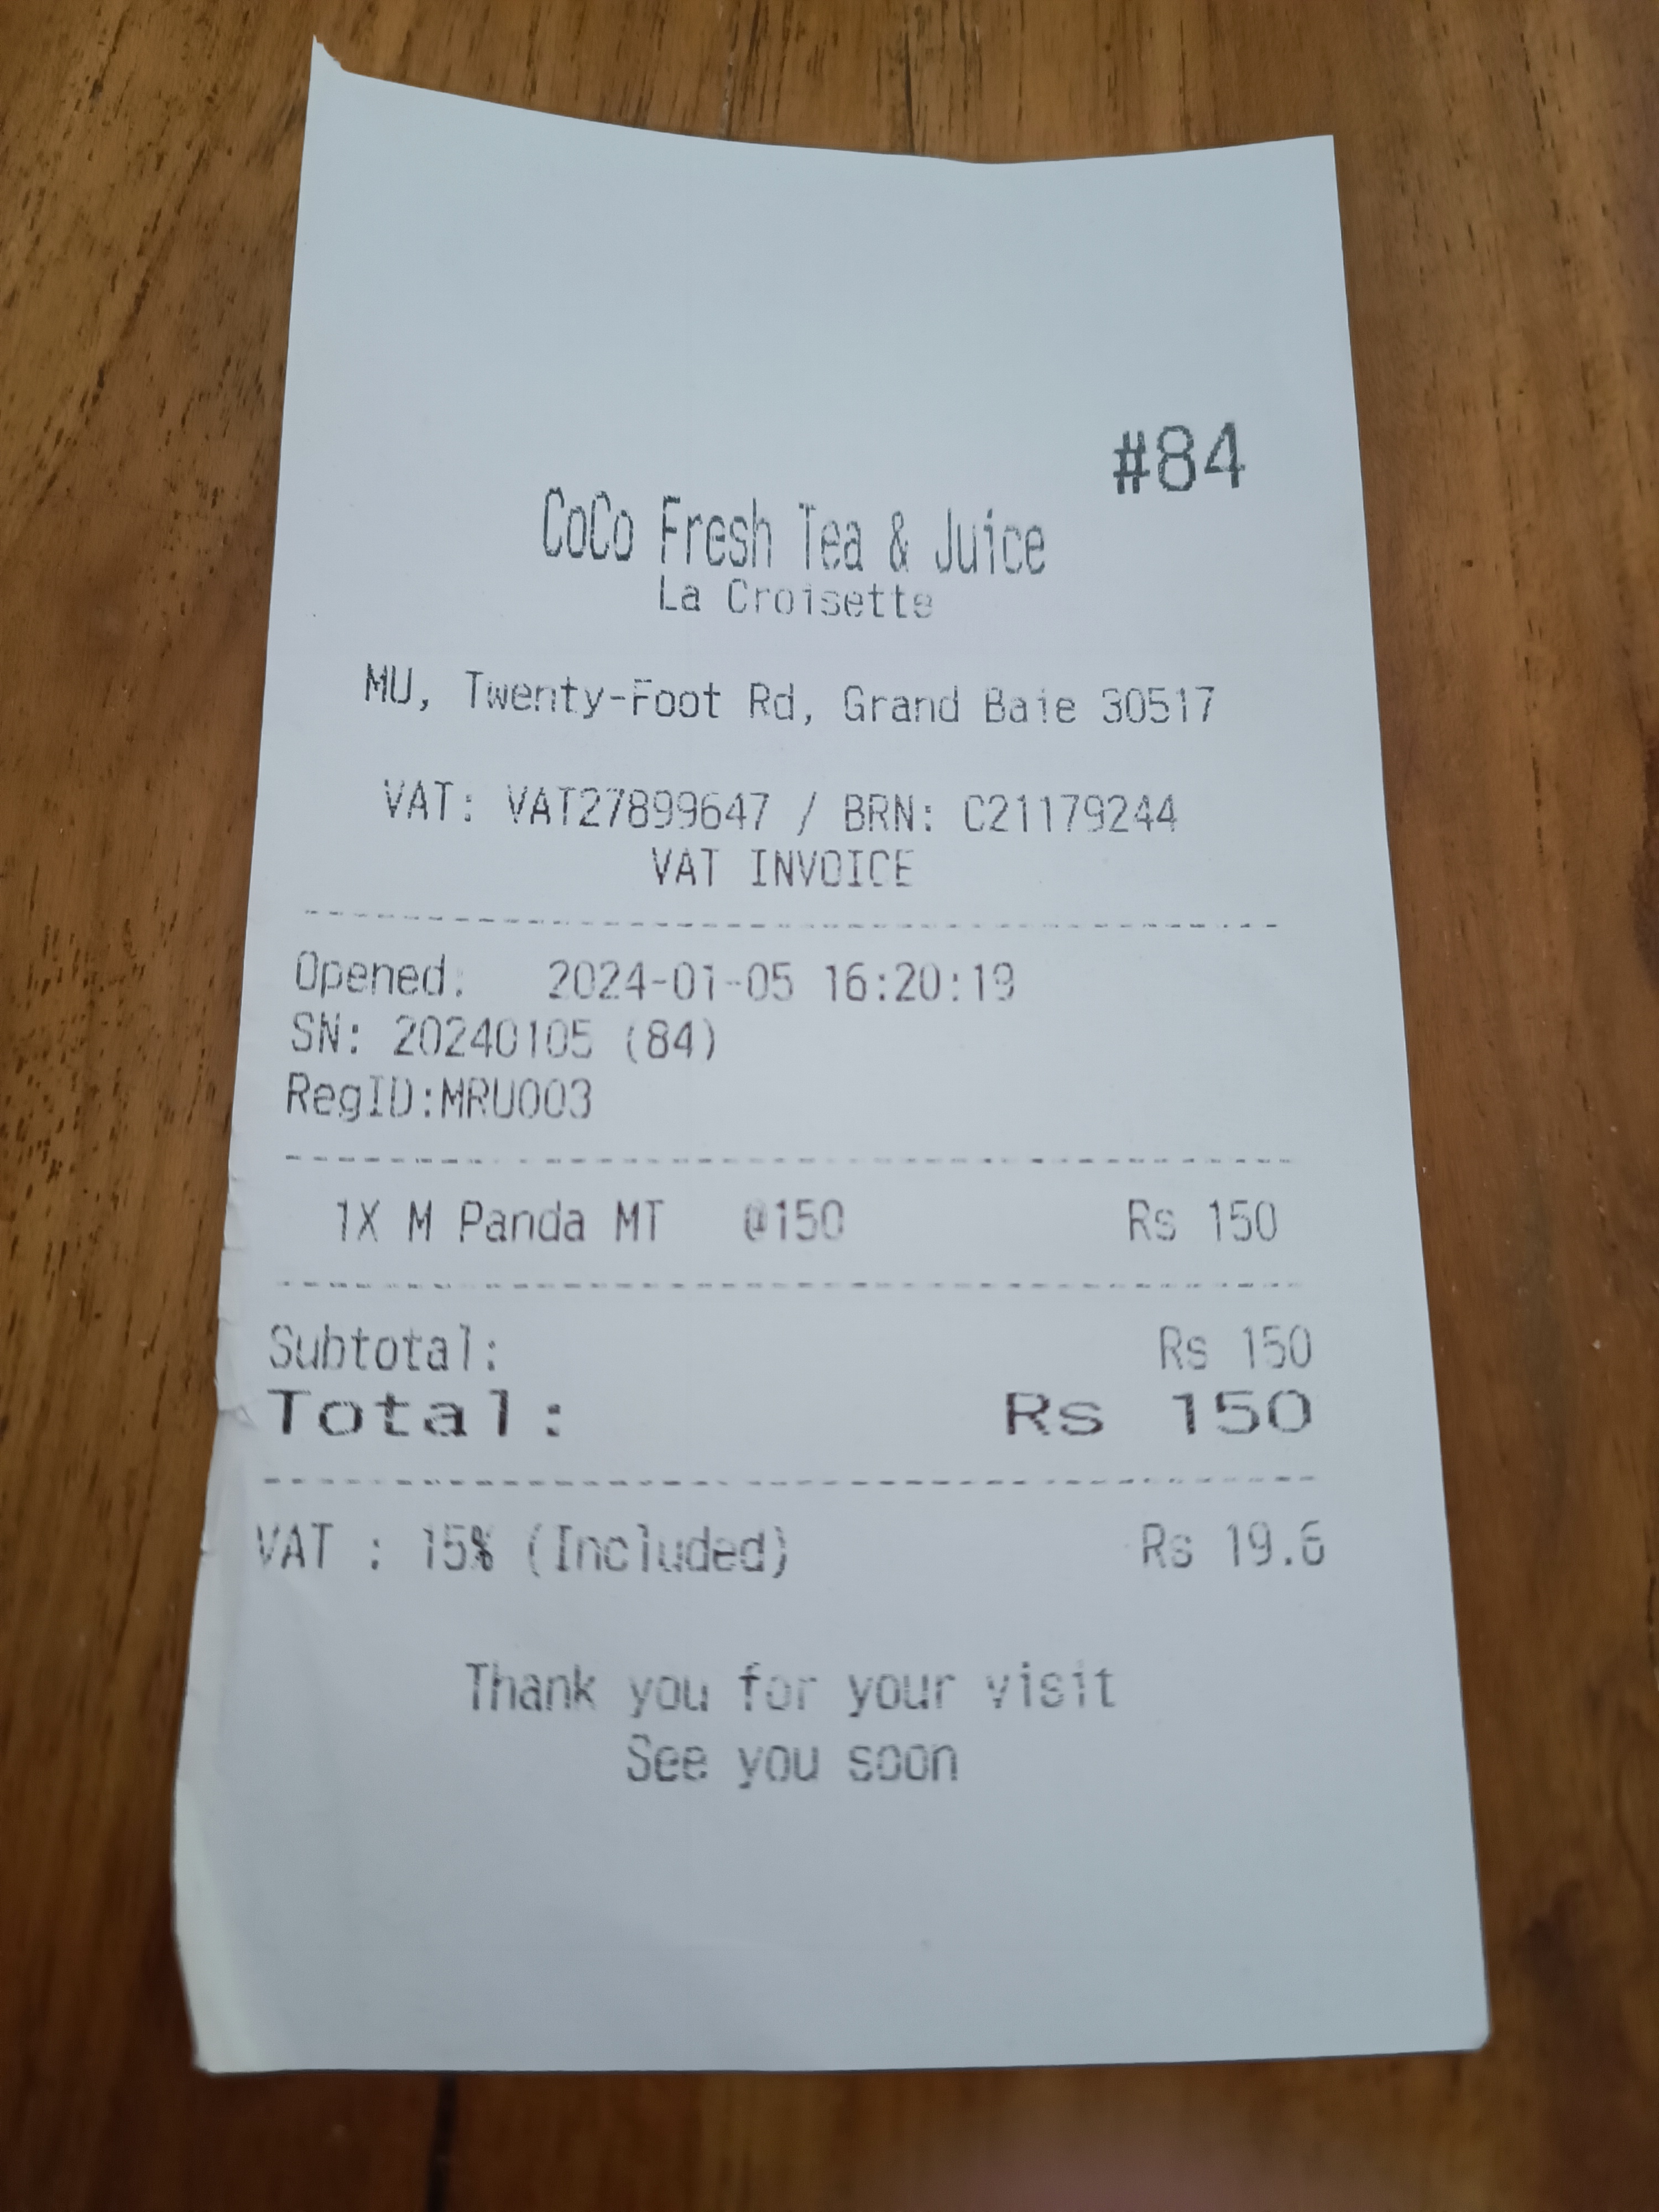 #84
CoCo Fresh Tea & Juice
La Croisette
MU, Twenty-Foot Rd, Grand Baie 30517
VAT: VAT27899647 / BRN: C21179244
VAT INVOICE
Opened: 2024-01-05 16:20:19
SN: 20240105 (84)
RegID:MRU003
1X M Panda MT @150 Rs 150
Subtotal: Rs 150
Total: Rs 150
VAT : 15% (Included) Rs 19.6
Thank you for your visit
See you soon